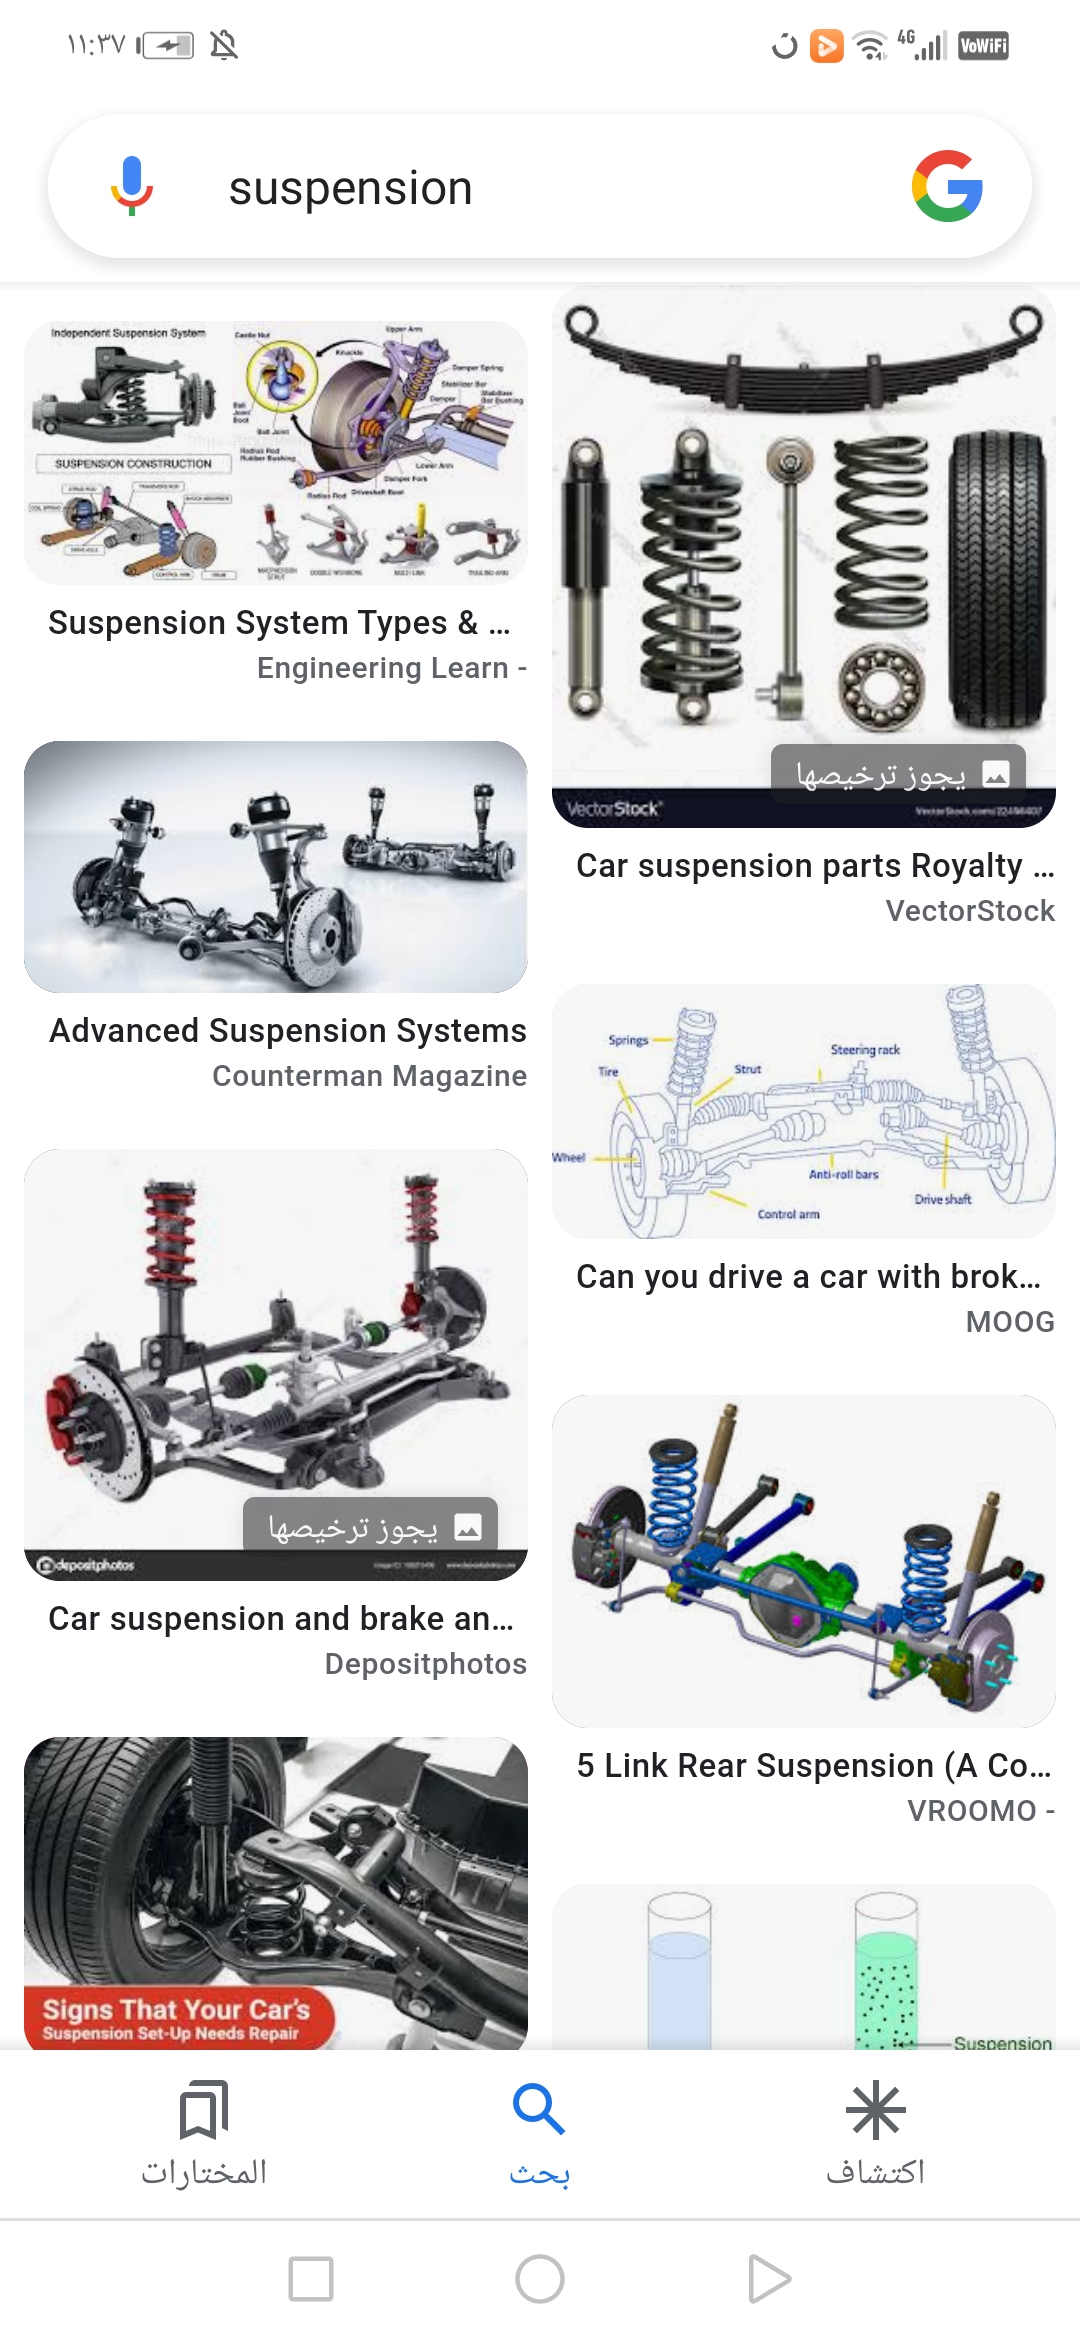 ١١:٣٧
4G
VoWiFi
suspension
Independent Suspension System
SUSPENSION CONSTRUCTION
Castle Nut
Upper Arm
Knuckle
Damper Spring
Stabilizer Bar
Damper
Stabilizer
Bar Bushing
Ball
Joint
Boot
Ball Joint
Radius Rod
Rubber Bushing
Lower Arm
Damper Fork
Radius Rod
Driveshaft Boot
MULTI-LINK
TRAILING ARM
Suspension System Types & ...
Engineering Learn -
يجوز ترخيصها
VectorStock
Car suspension parts Royalty ...
VectorStock
Advanced Suspension Systems
Counterman Magazine
Springs
Tire
Strut
Steering rack
Wheel
Anti-roll bars
Drive shaft
Control arm
Can you drive a car with brok...
MOOG
يجوز ترخيصها
depositphotos
Car suspension and brake an...
Depositphotos
5 Link Rear Suspension (A Co...
VROOMO -
Signs That Your Car's
Suspension Set-Up Needs Repair
Suspension
المختارات
بحث
اكتشاف